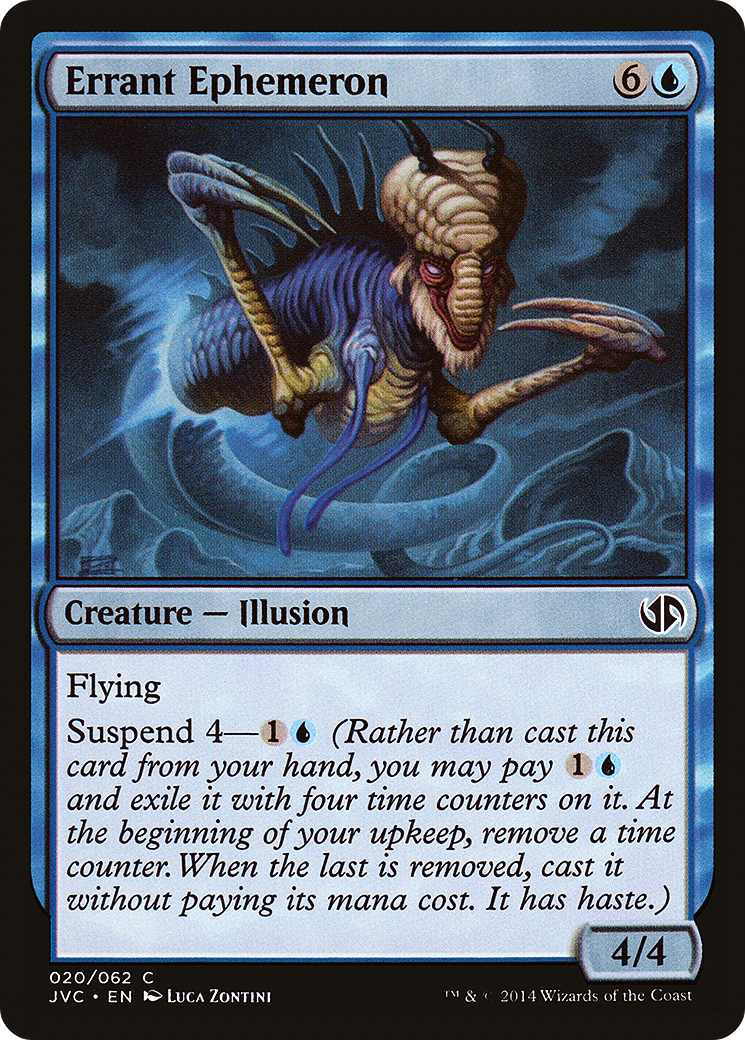 Errant Ephemeron 6
Creature — Illusion
Flying
Suspend 4—1 (Rather than cast this
card from your hand, you may pay 1
and exile it with four time counters on it. At
the beginning of your upkeep, remove a time
counter. When the last is removed, cast it
without paying its mana cost. It has haste.)
4/4
020/062 C
JVC • EN Luca Zontini
™ & © 2014 Wizards of the Coast